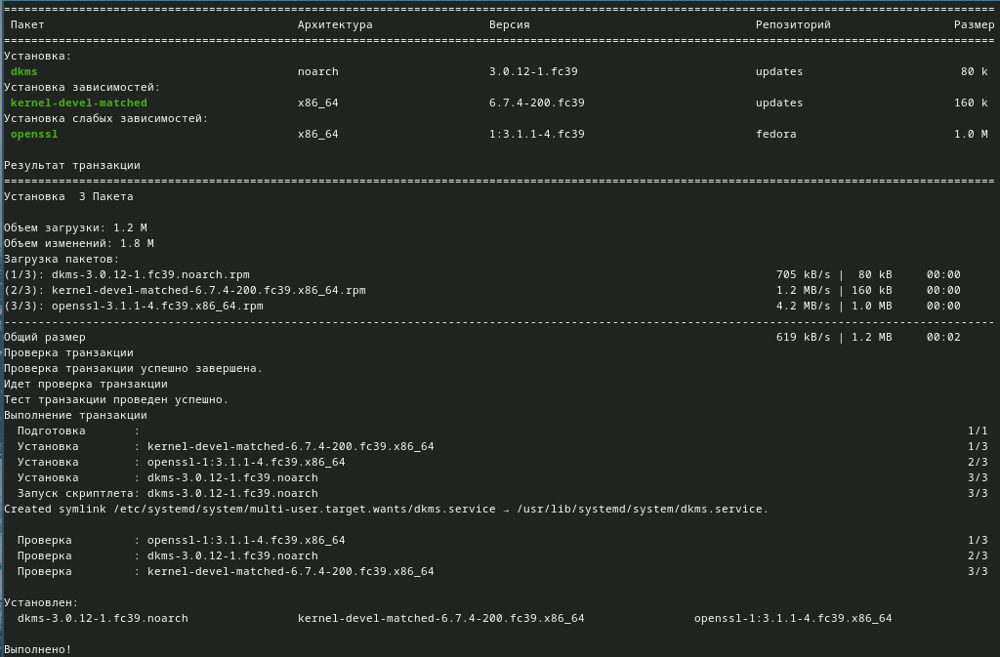 ================================================================================
Пакет Архитектура Версия Репозиторий Размер
================================================================================
Установка:
dkms noarch 3.0.12-1.fc39 updates 80 k
Установка зависимостей:
kernel-devel-matched x86_64 6.7.4-200.fc39 updates 160 k
Установка слабых зависимостей:
openssl x86_64 1:3.1.1-4.fc39 fedora 1.0 M
Результат транзакции
================================================================================
Установка 3 Пакета
Объем загрузки: 1.2 M
Объем изменений: 1.8 M
Загрузка пакетов:
(1/3): dkms-3.0.12-1.fc39.noarch.rpm 705 kB/s | 80 kB 00:00
(2/3): kernel-devel-matched-6.7.4-200.fc39.x86_64.rpm 1.2 MB/s | 160 kB 00:00
(3/3): openssl-3.1.1-4.fc39.x86_64.rpm 4.2 MB/s | 1.0 MB 00:00
--------------------------------------------------------------------------------
Общий размер 619 kB/s | 1.2 MB 00:02
Проверка транзакции
Проверка транзакции успешно завершена.
Идет проверка транзакции
Тест транзакции проведен успешно.
Выполнение транзакции
Подготовка : 1/1
Установка : kernel-devel-matched-6.7.4-200.fc39.x86_64 1/3
Установка : openssl-1:3.1.1-4.fc39.x86_64 2/3
Установка : dkms-3.0.12-1.fc39.noarch 3/3
Запуск скриптлета: dkms-3.0.12-1.fc39.noarch 3/3
Created symlink /etc/systemd/system/multi-user.target.wants/dkms.service → /usr/lib/systemd/system/dkms.service.
Проверка : openssl-1:3.1.1-4.fc39.x86_64 1/3
Проверка : dkms-3.0.12-1.fc39.noarch 2/3
Проверка : kernel-devel-matched-6.7.4-200.fc39.x86_64 3/3
Установлен:
dkms-3.0.12-1.fc39.noarch kernel-devel-matched-6.7.4-200.fc39.x86_64 openssl-1:3.1.1-4.fc39.x86_64
Выполнено!